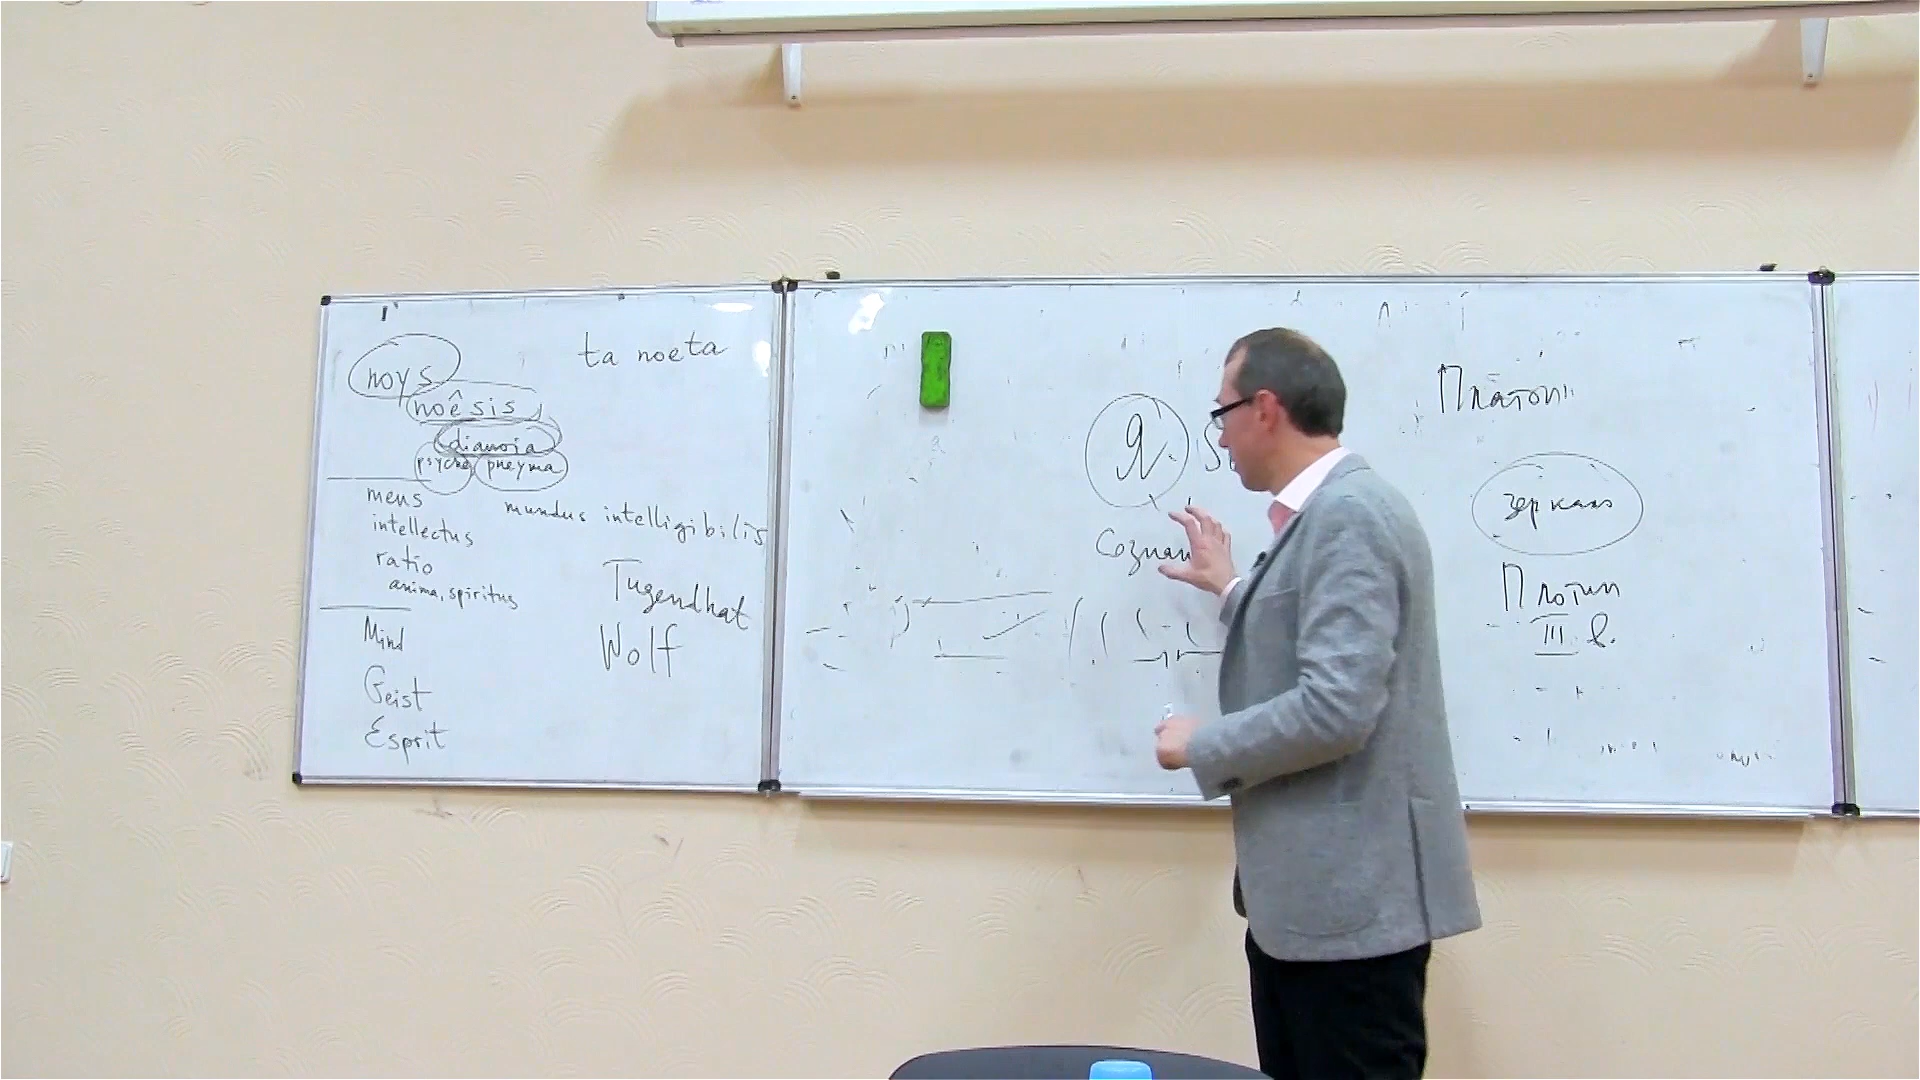 noys
ta noeta
noêsis
dianoia
psyche pneyma
mens
mundus intelligibilis
intellectus
ratio
anima, spiritus
Tugendhat
Mind
Wolf
Geist
Esprit
Я
Платон
зеркало
Плотин
III в.